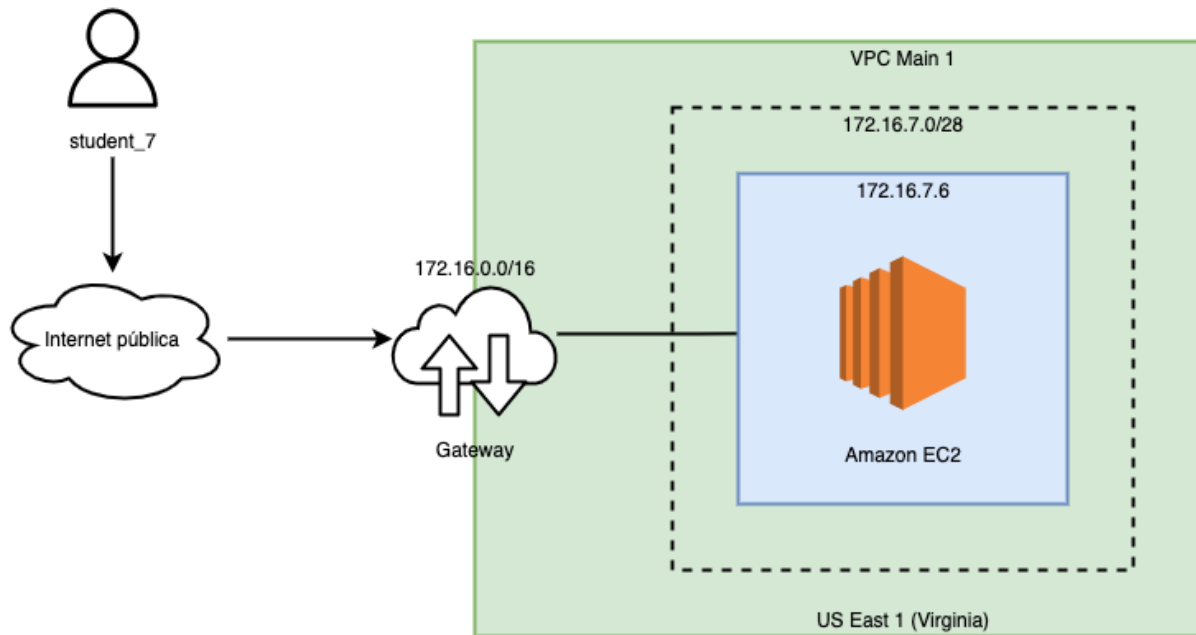 student_7
Internet pública
172.16.0.0/16
Gateway
VPC Main 1
172.16.7.0/28
172.16.7.6
Amazon EC2
US East 1 (Virginia)